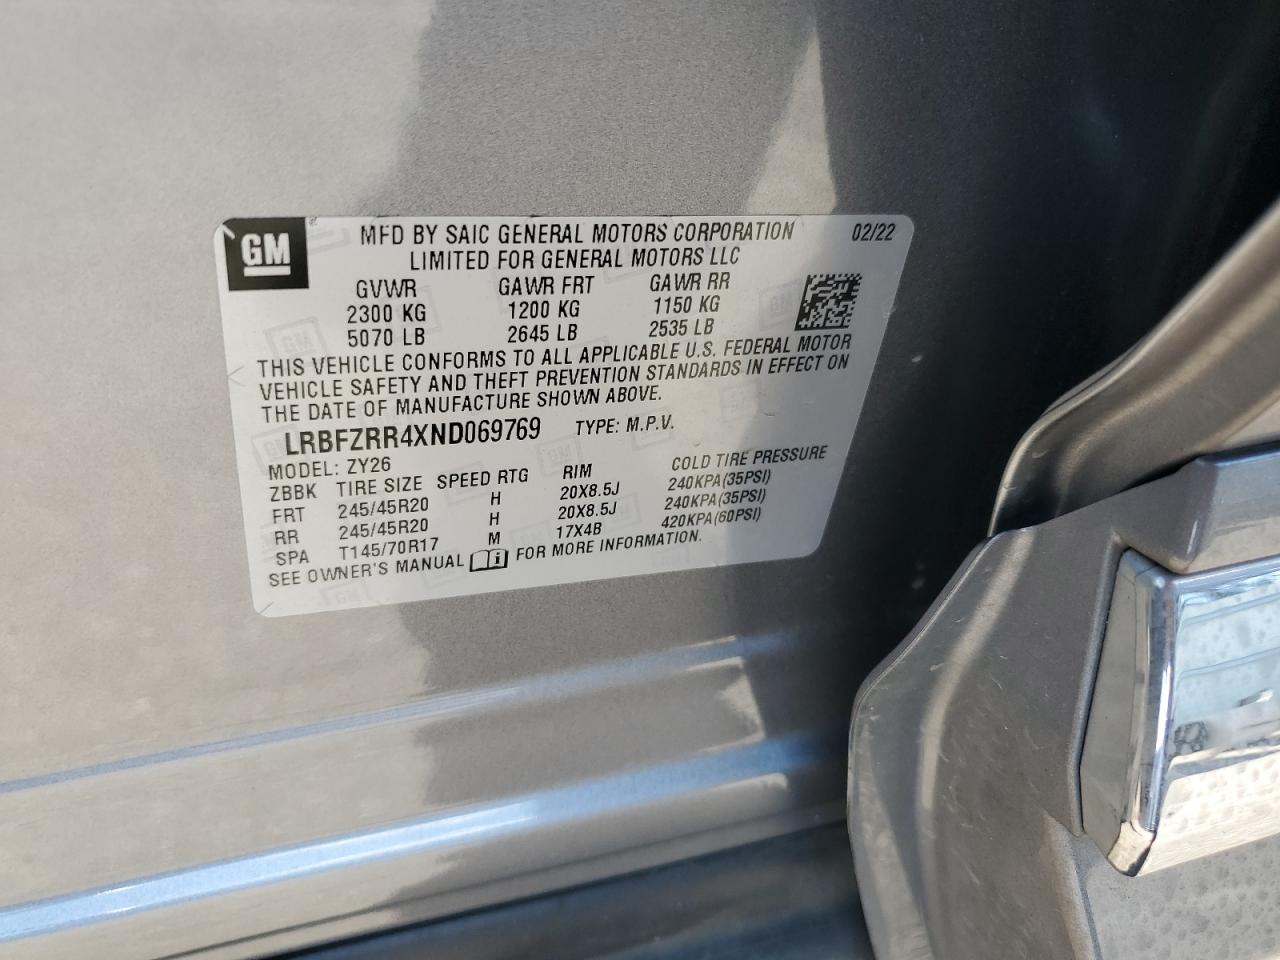 GM
MFD BY SAIC GENERAL MOTORS CORPORATION 02/22
LIMITED FOR GENERAL MOTORS LLC
GVWR GAWR FRT GAWR RR
2300 KG 1200 KG 1150 KG
5070 LB 2645 LB 2535 LB
THIS VEHICLE CONFORMS TO ALL APPLICABLE U.S. FEDERAL MOTOR
VEHICLE SAFETY AND THEFT PREVENTION STANDARDS IN EFFECT ON
THE DATE OF MANUFACTURE SHOWN ABOVE.
LRBFZRR4XND069769 TYPE: M.P.V.
MODEL: ZY26
ZBBK TIRE SIZE SPEED RTG RIM COLD TIRE PRESSURE
FRT 245/45R20 H 20X8.5J 240KPA(35PSI)
RR 245/45R20 H 20X8.5J 240KPA(35PSI)
SPA T145/70R17 M 17X4B 420KPA(60PSI)
SEE OWNER'S MANUAL FOR MORE INFORMATION.